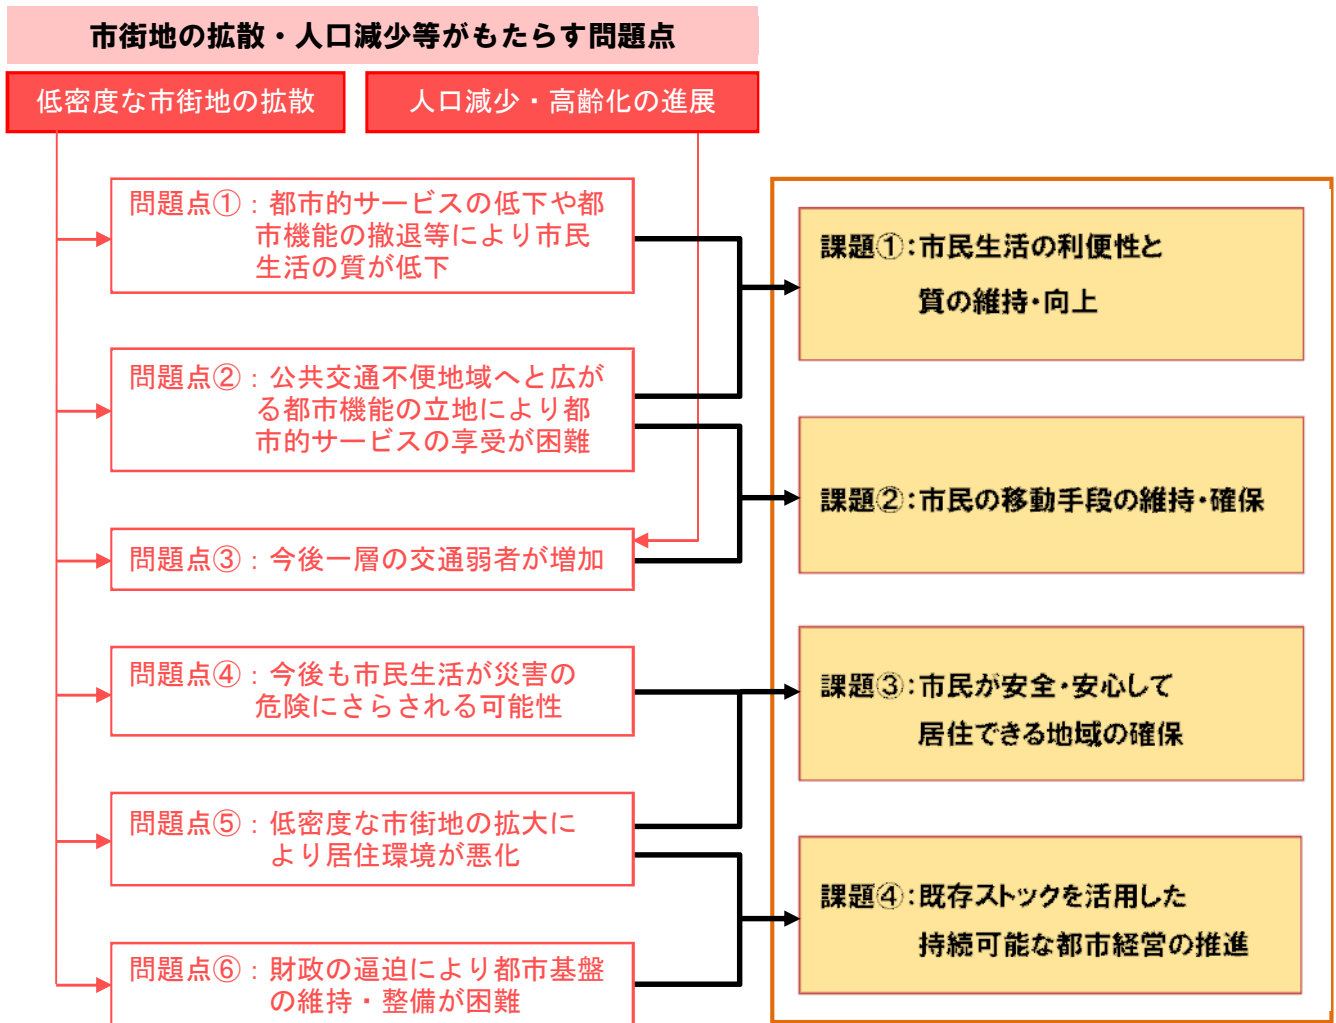 市街地の拡散・人口減少等がもたらす問題点
低密度な市街地の拡散
人口減少・高齢化の進展
問題点①：都市的サービスの低下や都
市機能の撤退等により市民
生活の質が低下
問題点②：公共交通不便地域へと広が
る都市機能の立地により都
市的サービスの享受が困難
問題点③：今後一層の交通弱者が増加
問題点④：今後も市民生活が災害の
危険にさらされる可能性
問題点⑤：低密度な市街地の拡大に
より居住環境が悪化
問題点⑥：財政の逼迫により都市基盤
の維持・整備が困難
課題①：市民生活の利便性と
質の維持・向上
課題②：市民の移動手段の維持・確保
課題③：市民が安全・安心して
居住できる地域の確保
課題④：既存ストックを活用した
持続可能な都市経営の推進